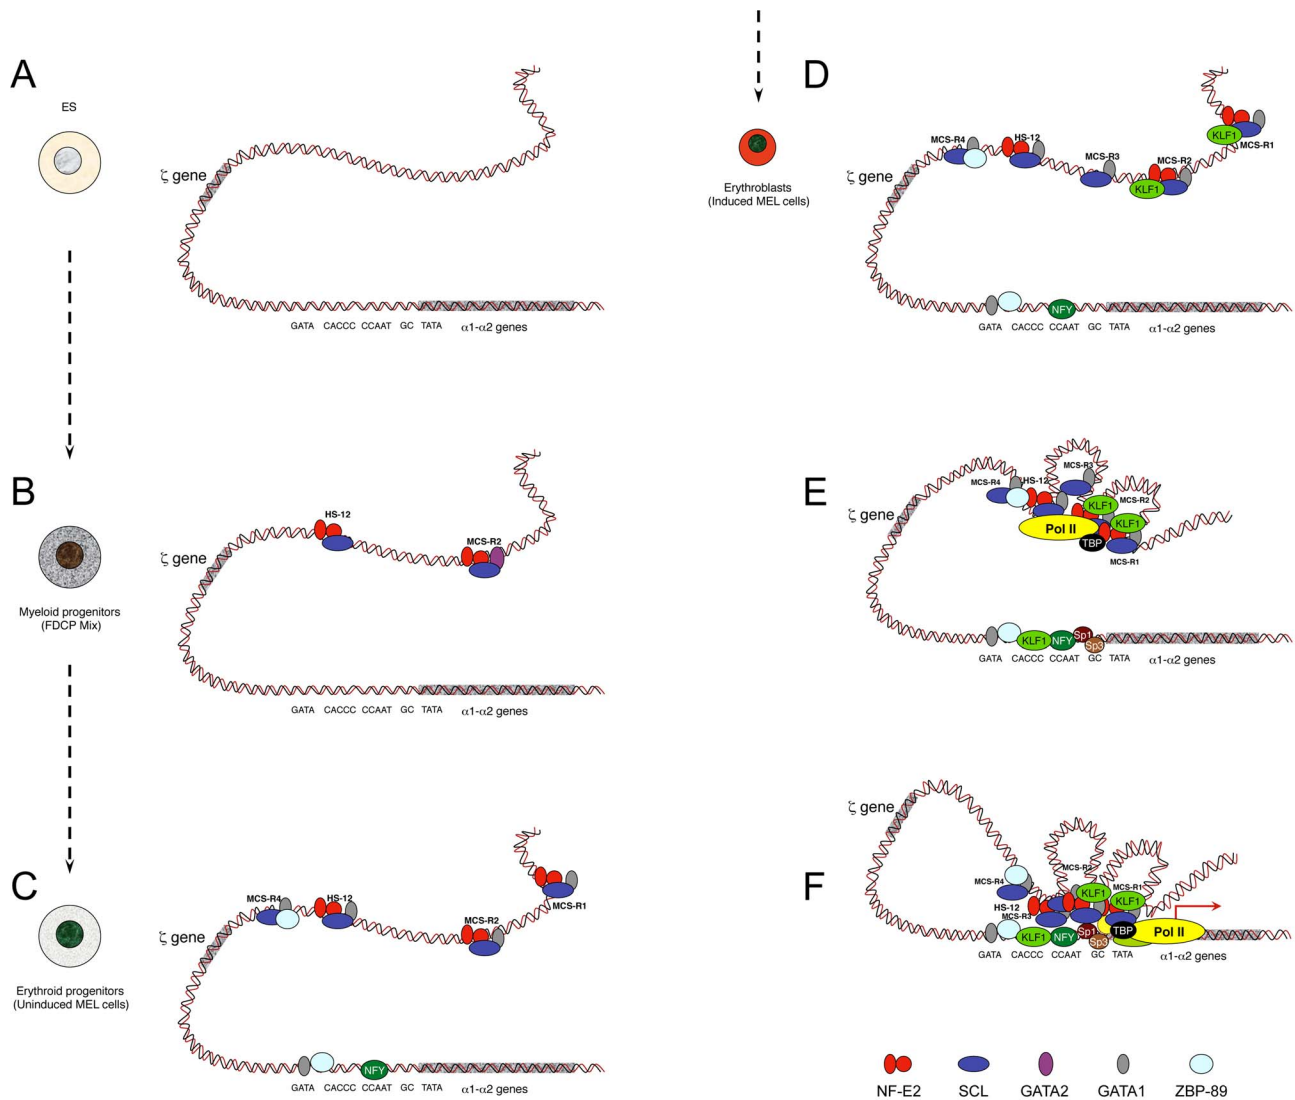 A
ES
ζ gene
GATA CACCC CCAAT GC TATA α1-α2 genes
B
Myeloid progenitors
(FDCP Mix)
HS-12
MCS-R2
ζ gene
GATA CACCC CCAAT GC TATA α1-α2 genes
C
Erythroid progenitors
(Uninduced MEL cells)
MCS-R4
HS-12
MCS-R2
MCS-R1
ζ gene
NFY
GATA CACCC CCAAT GC TATA α1-α2 genes
D
Erythroblasts
(Induced MEL cells)
MCS-R4
HS-12
MCS-R3
MCS-R2
KLF1
KLF1
MCS-R1
ζ gene
NFY
GATA CACCC CCAAT GC TATA α1-α2 genes
E
MCS-R4
HS-12
MCS-R3
MCS-R2
KLF1
KLF1
Pol II
TBP
MCS-R1
ζ gene
KLF1
NFY
Sp1
Sp3
GATA CACCC CCAAT GC TATA α1-α2 genes
F
ζ gene
MCS-R4
HS-12
MCS-R3
MCS-R1
KLF1
KLF1
KLF1
NFY
Sp1
Sp3
TBP
Pol II
GATA CACCC CCAAT GC TATA α1-α2 genes
NF-E2 SCL GATA2 GATA1 ZBP-89